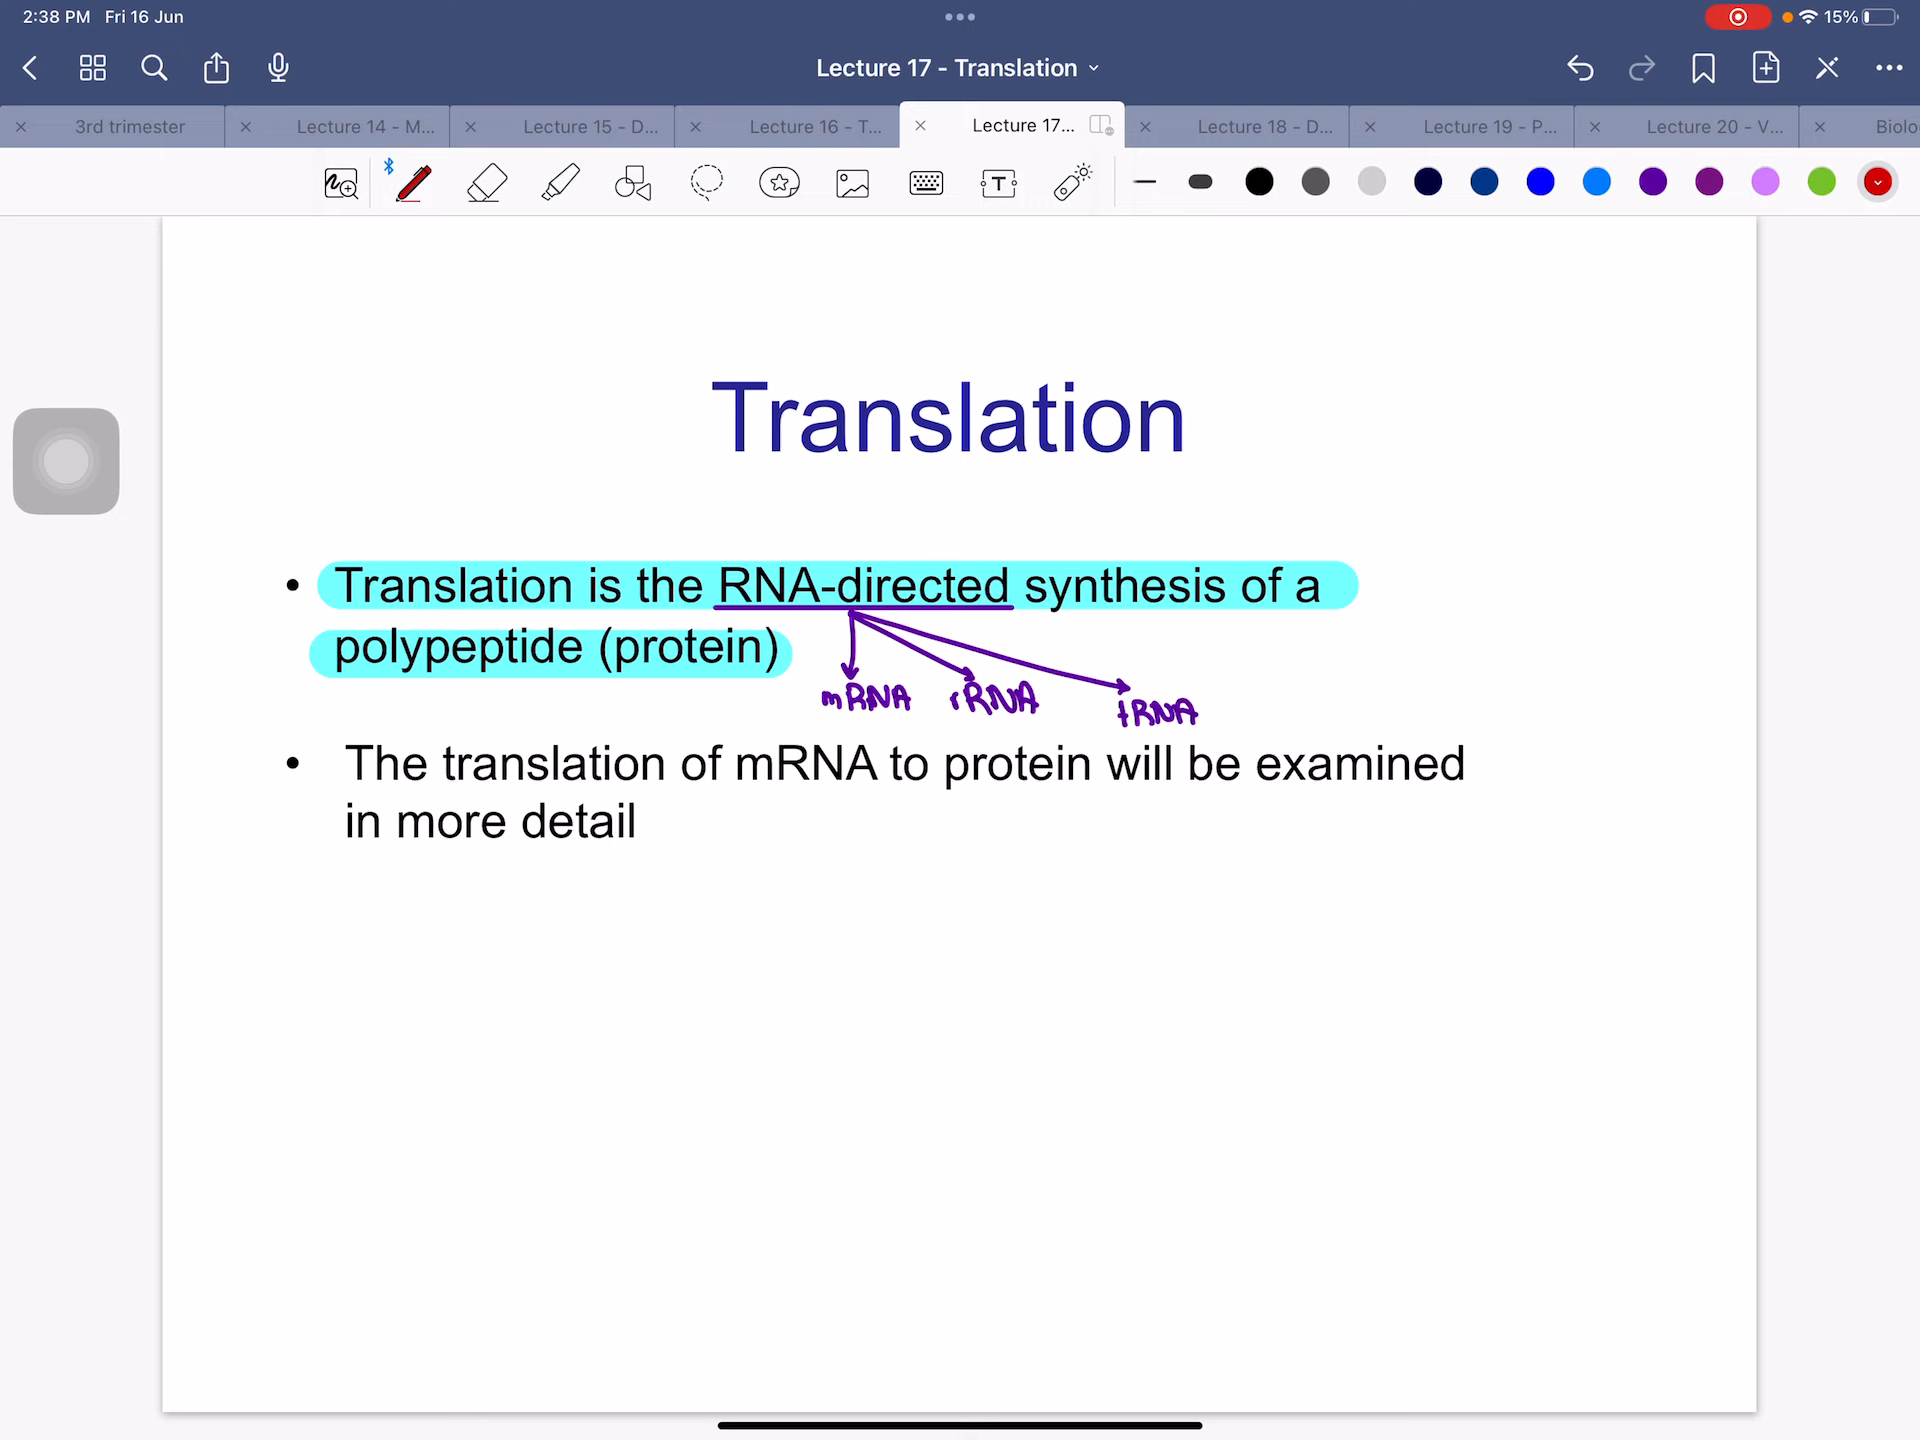 2:38 PM Fri 16 Jun
15%
Lecture 17 - Translation
3rd trimester
Lecture 14 - M...
Lecture 15 - D...
Lecture 16 - T...
Lecture 17...
Lecture 18 - D...
Lecture 19 - P...
Lecture 20 - V...
Biolo
T
Translation
• Translation is the RNA-directed synthesis of a
polypeptide (protein)
mRNA rRNA tRNA
• The translation of mRNA to protein will be examined
in more detail